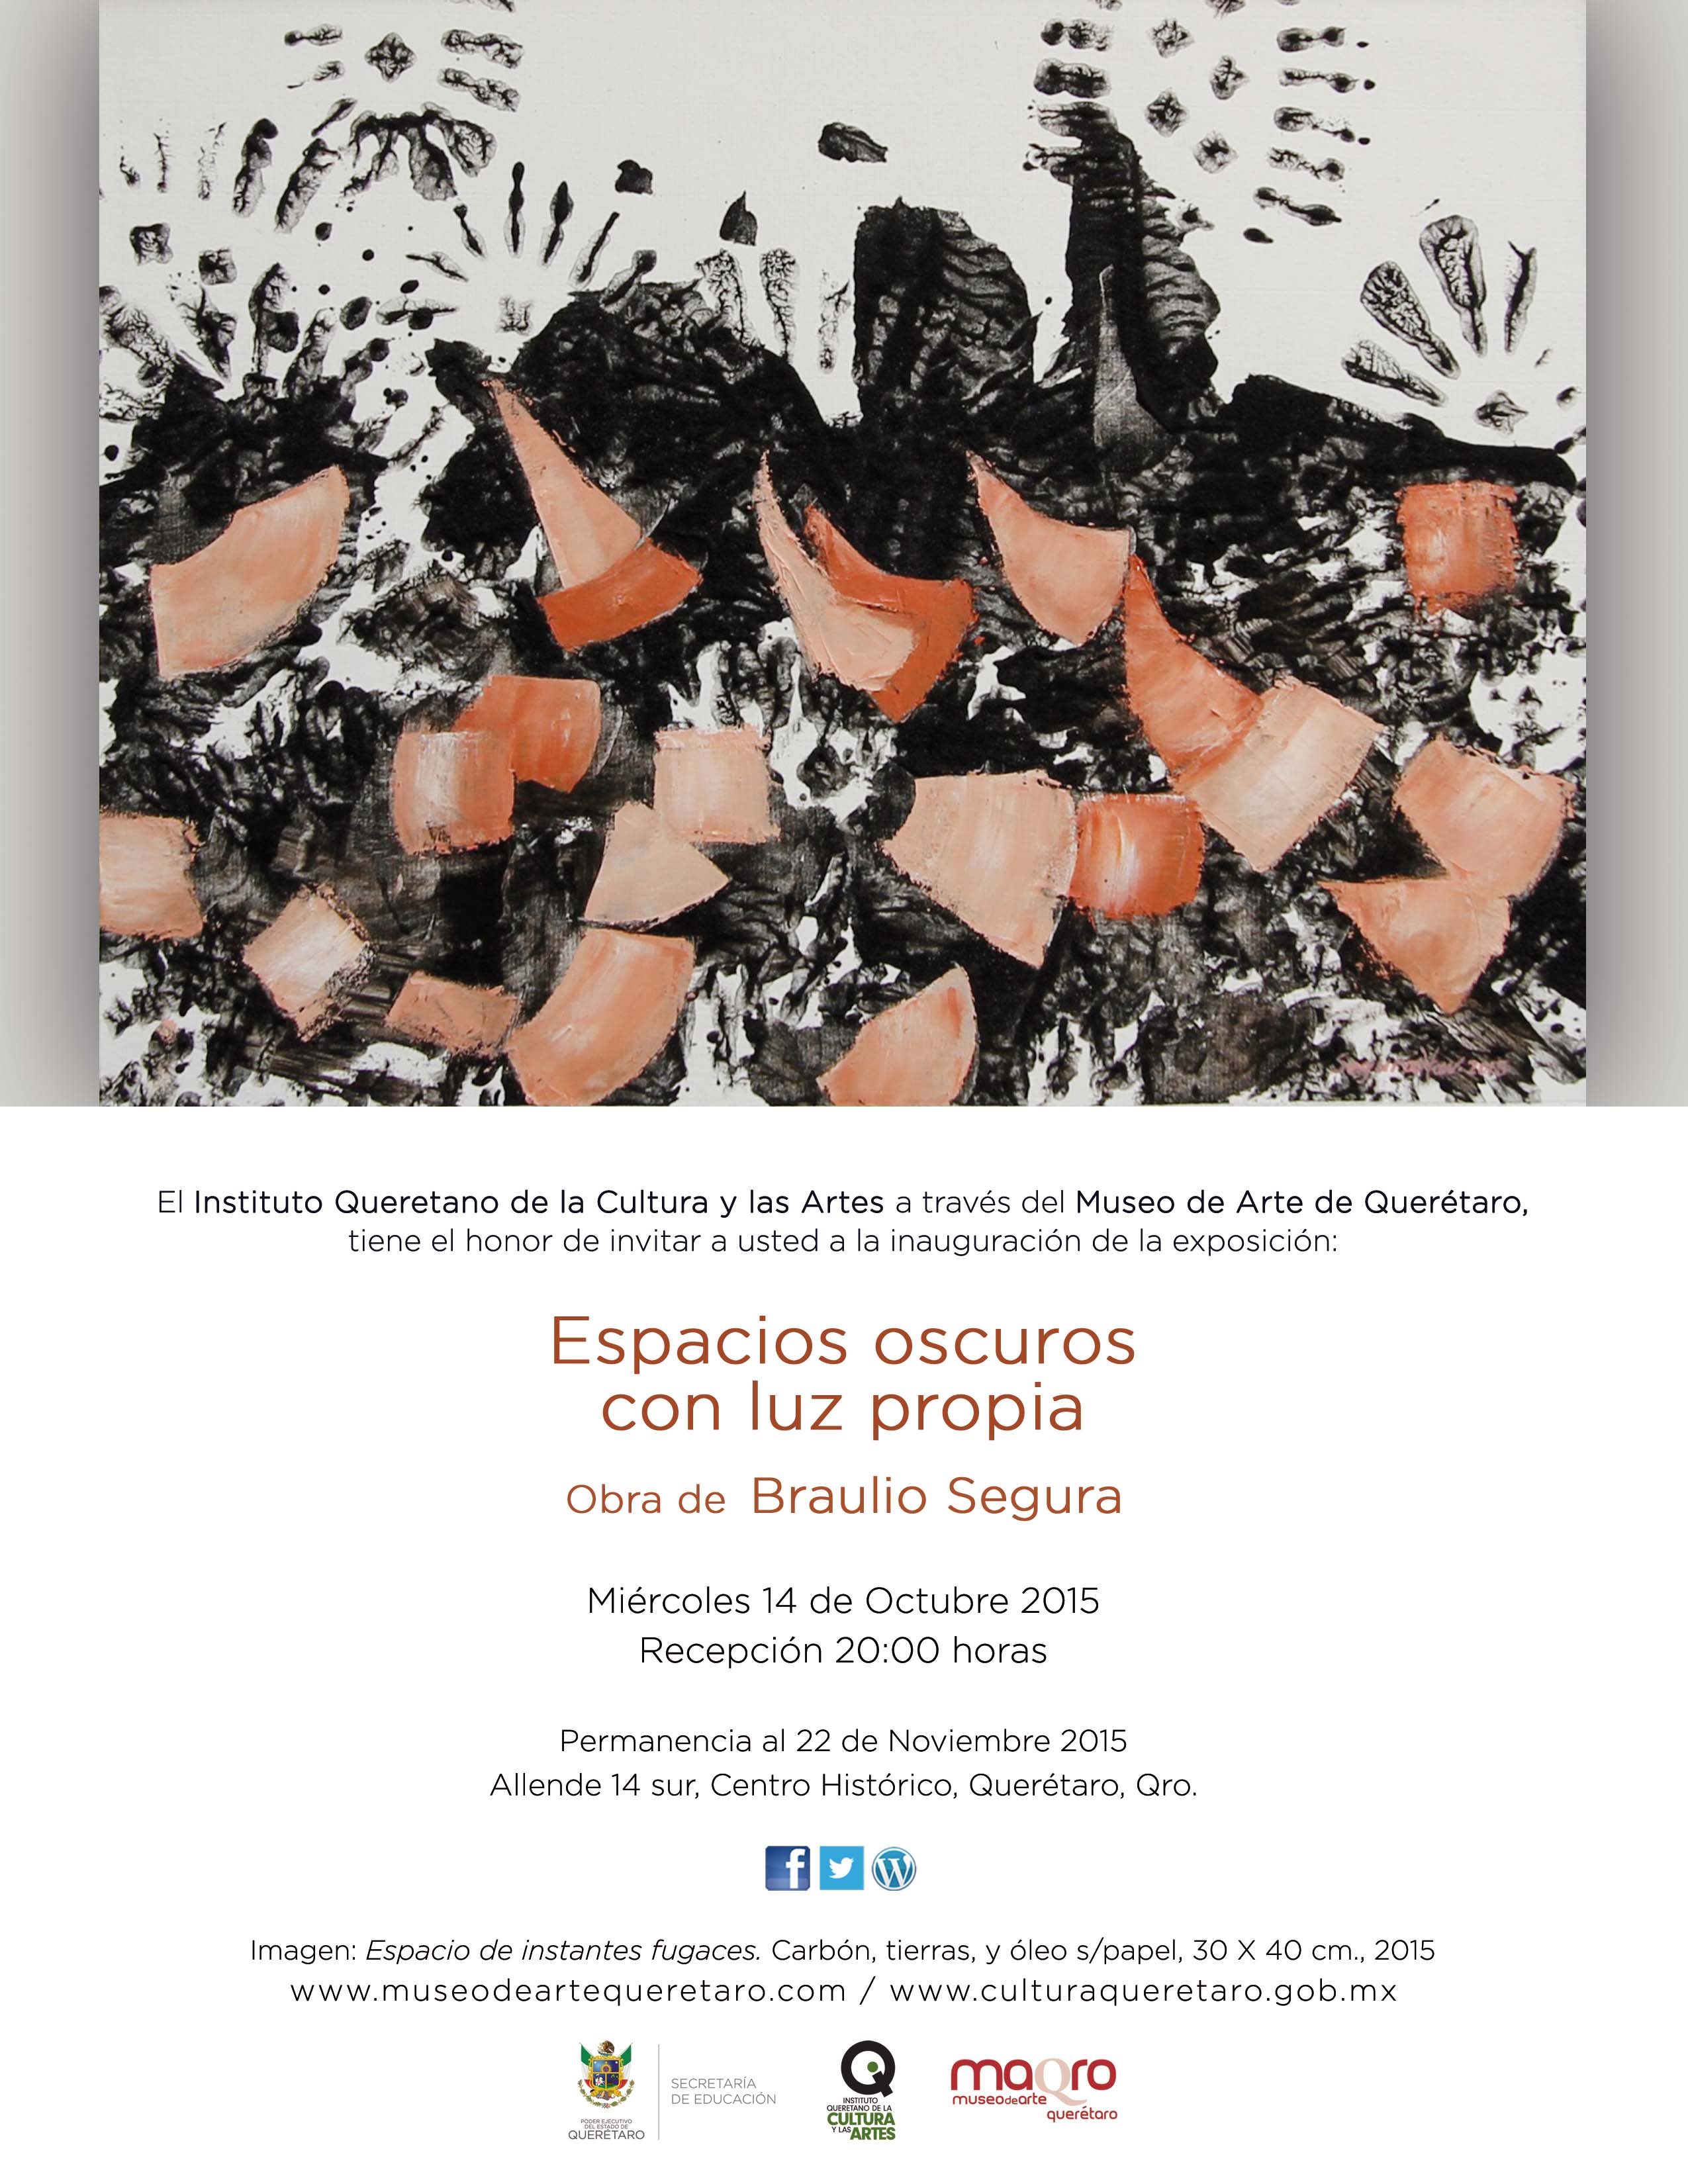 El Instituto Queretano de la Cultura y las Artes a través del Museo de Arte de Querétaro,
tiene el honor de invitar a usted a la inauguración de la exposición:
Espacios oscuros
con luz propia
Obra de Braulio Segura
Miércoles 14 de Octubre 2015
Recepción 20:00 horas
Permanencia al 22 de Noviembre 2015
Allende 14 sur, Centro Histórico, Querétaro, Qro.
Imagen: Espacio de instantes fugaces. Carbón, tierras, y óleo s/papel, 30 X 40 cm., 2015
www.museodeartequeretaro.com / www.culturaqueretaro.gob.mx
PODER EJECUTIVO
DEL ESTADO DE
QUERÉTARO
SECRETARÍA
DE EDUCACIÓN
INSTITUTO
QUERETANO DE LA
CULTURA
Y LAS ARTES
maQro
museodearte
querétaro